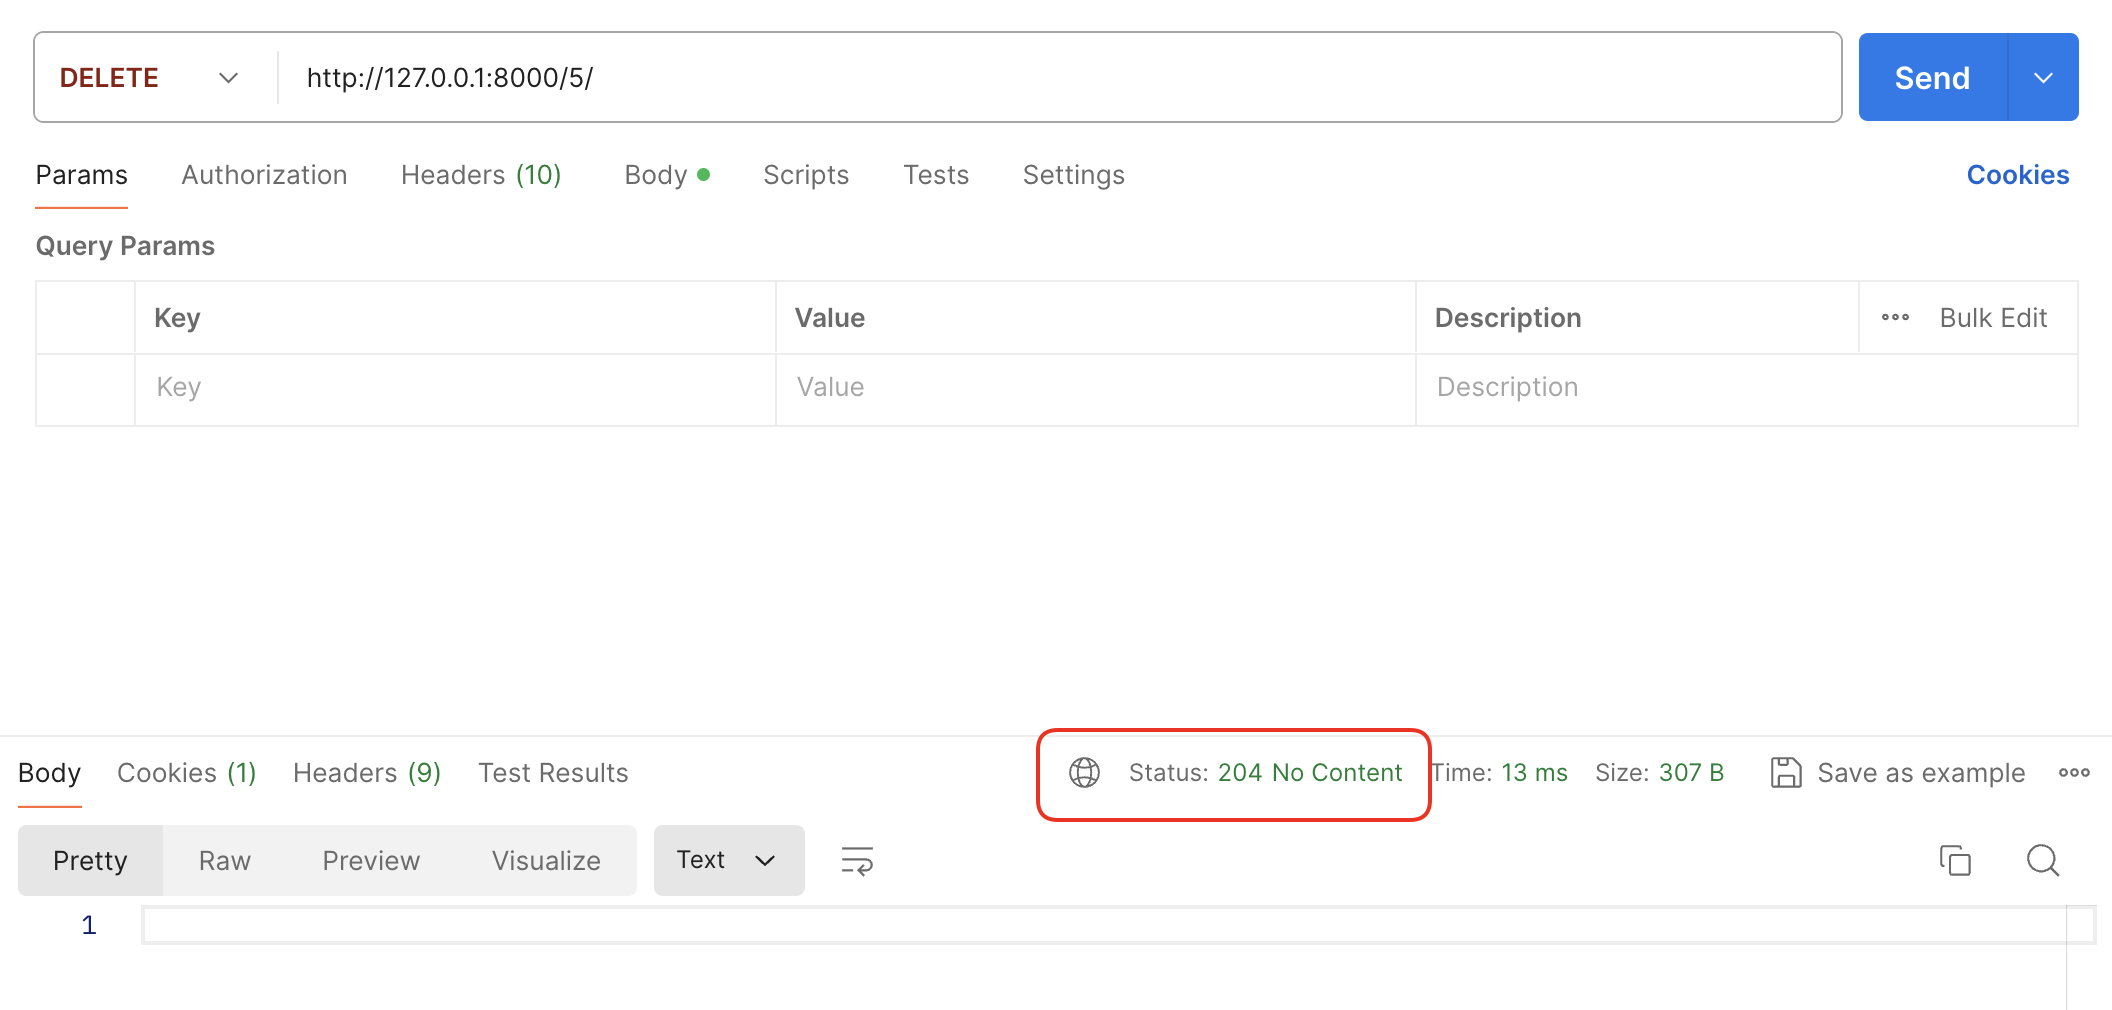 DELETE http://127.0.0.1:8000/5/ Send
Params Authorization Headers (10) Body Scripts Tests Settings Cookies
Query Params
Key Value Description Bulk Edit
Key Value Description
Body Cookies (1) Headers (9) Test Results Status: 204 No Content Time: 13 ms Size: 307 B Save as example
Pretty Raw Preview Visualize Text
1